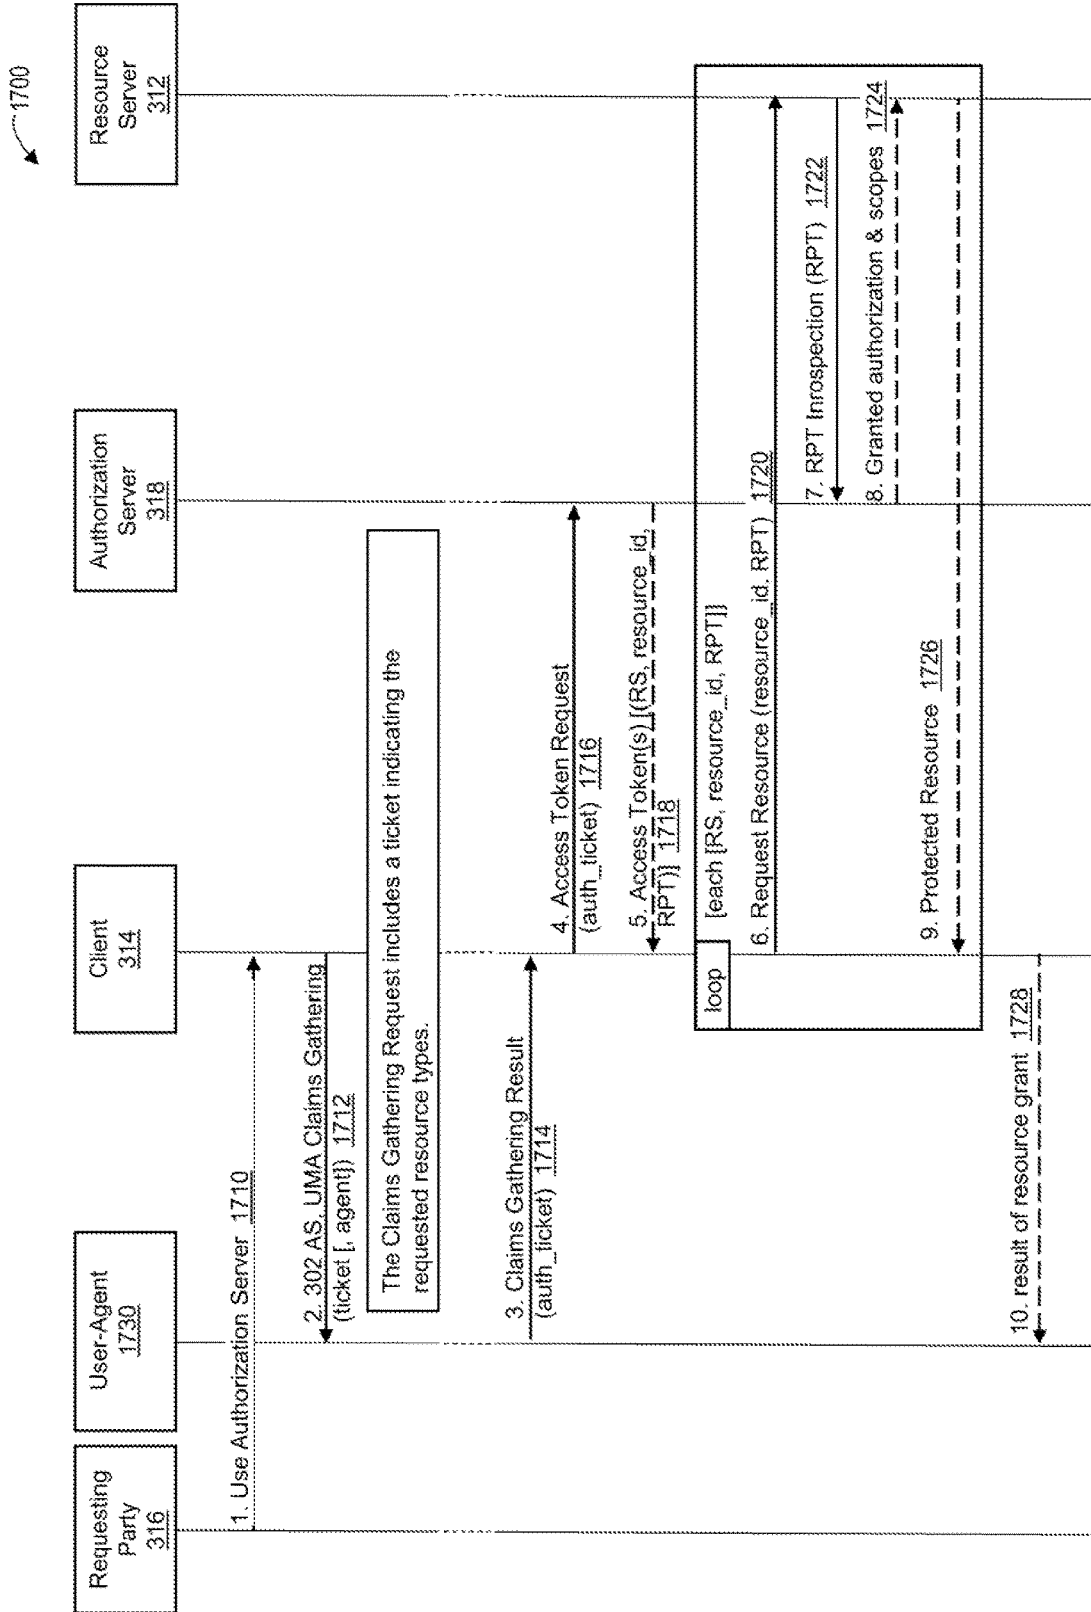 1700
Requesting
Party
316
User-Agent
1730
Client
314
Authorization
Server
318
Resource
Server
312
1. Use Authorization Server 1710
2. 302 AS, UMA Claims Gathering
(ticket [, agent]) 1712
The Claims Gathering Request includes a ticket indicating the
requested resource types.
3. Claims Gathering Result
(auth_ticket) 1714
4. Access Token Request
(auth_ticket) 1716
5. Access Token(s) [(RS, resource_id,
RPT)] 1718
loop
[each [RS, resource_id, RPT]]
6. Request Resource (resource_id, RPT) 1720
7. RPT Inrospection (RPT) 1722
8. Granted authorization & scopes 1724
9. Protected Resource 1726
10. result of resource grant 1728